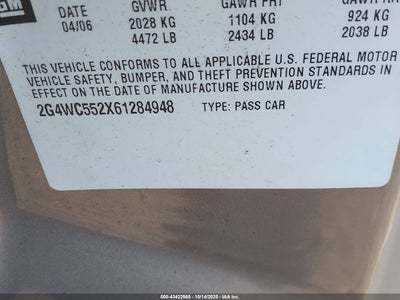 GM
DATE GVWR GAWR FRT GAWR RR
04/06 2028 KG 1104 KG 924 KG
4472 LB 2434 LB 2038 LB
THIS VEHICLE CONFORMS TO ALL APPLICABLE U.S. FEDERAL MOTOR
VEHICLE SAFETY, BUMPER, AND THEFT PREVENTION STANDARDS IN
EFFECT ON THE DATE OF MANUFACTURE SHOWN ABOVE.
2G4WC552X61284948 TYPE: PASS CAR
000-43422085 - 10/14/2025 - IAA Inc.